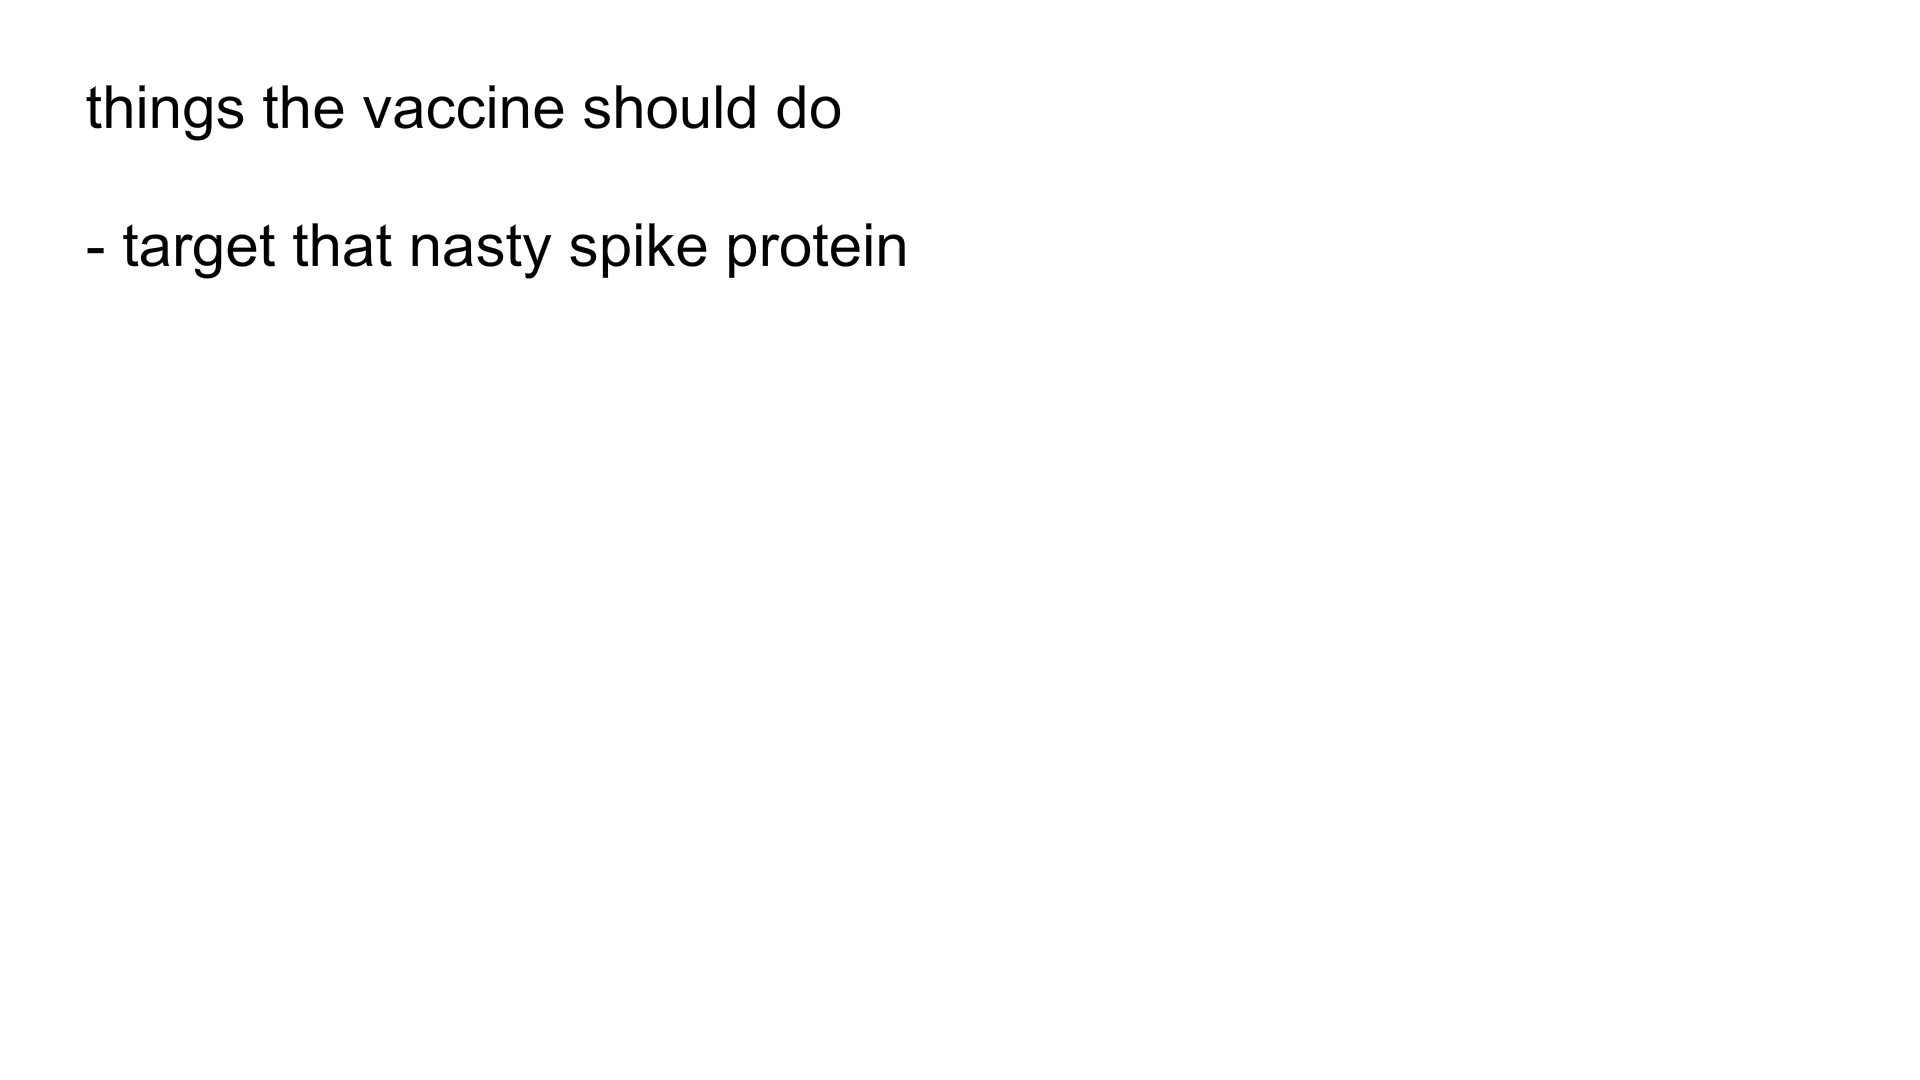 things the vaccine should do
- target that nasty spike protein